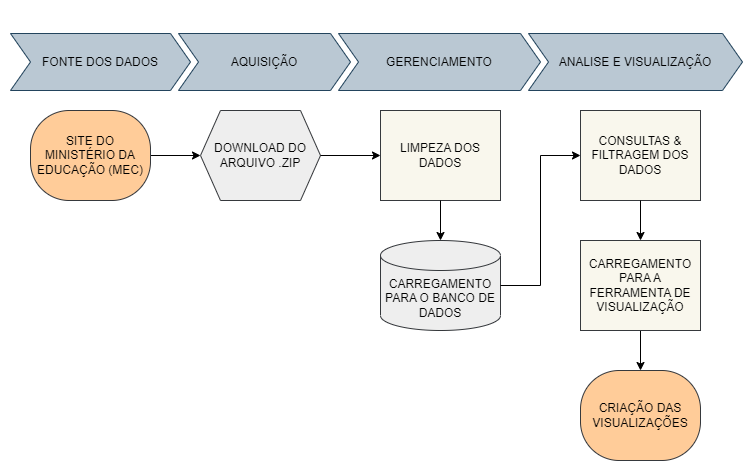 FONTE DOS DADOS
AQUISIÇÃO
GERENCIAMENTO
ANALISE E VISUALIZAÇÃO
SITE DO
MINISTÉRIO DA
EDUCAÇÃO (MEC)
DOWNLOAD DO
ARQUIVO .ZIP
LIMPEZA DOS
DADOS
CARREGAMENTO
PARA O BANCO DE
DADOS
CONSULTAS &
FILTRAGEM DOS
DADOS
CARREGAMENTO
PARA A
FERRAMENTA DE
VISUALIZAÇÃO
CRIAÇÃO DAS
VISUALIZAÇÕES